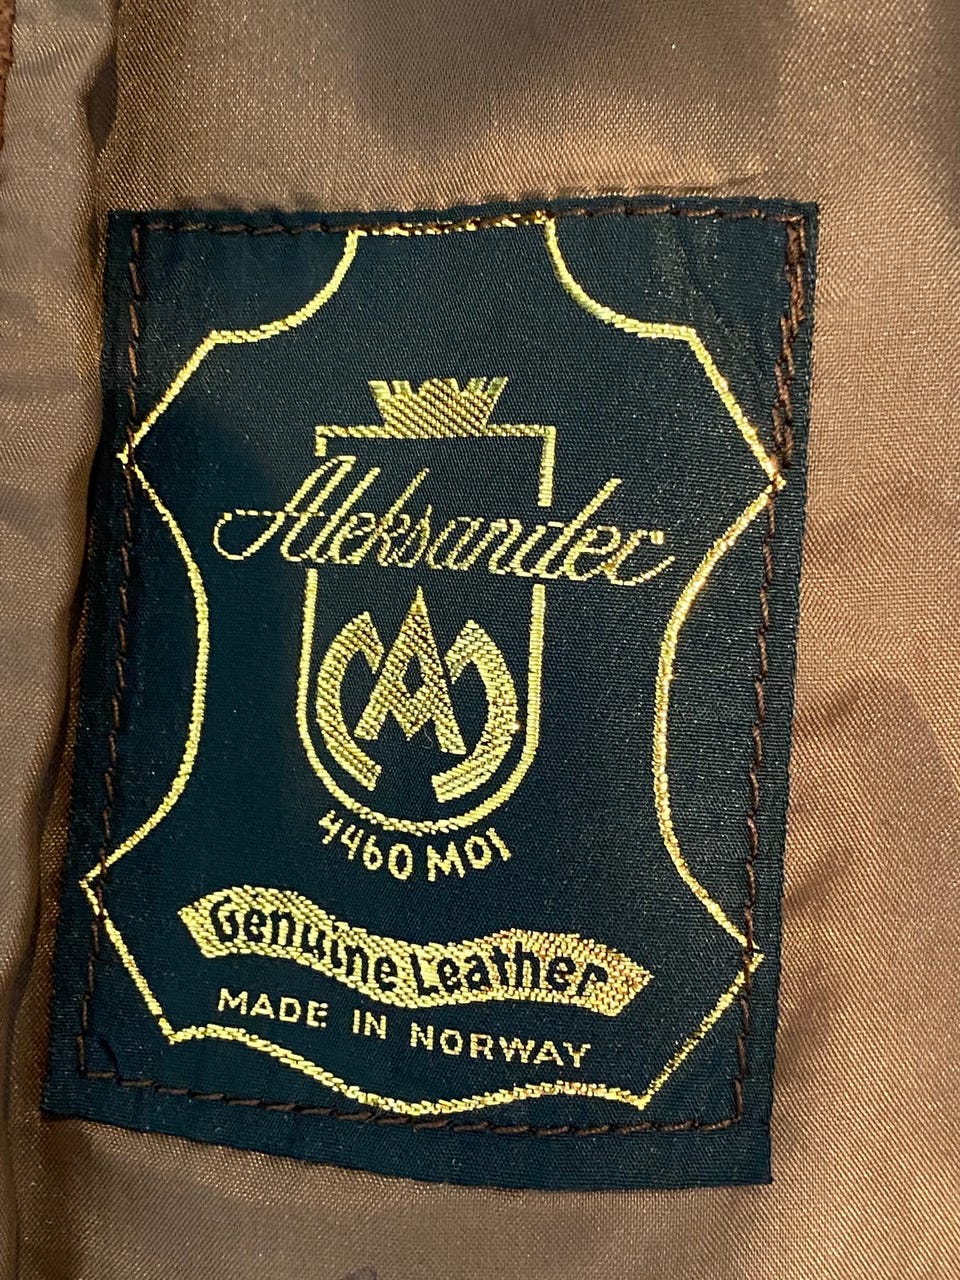 Aleksander
4460 MOI
Genuine Leather
MADE IN NORWAY